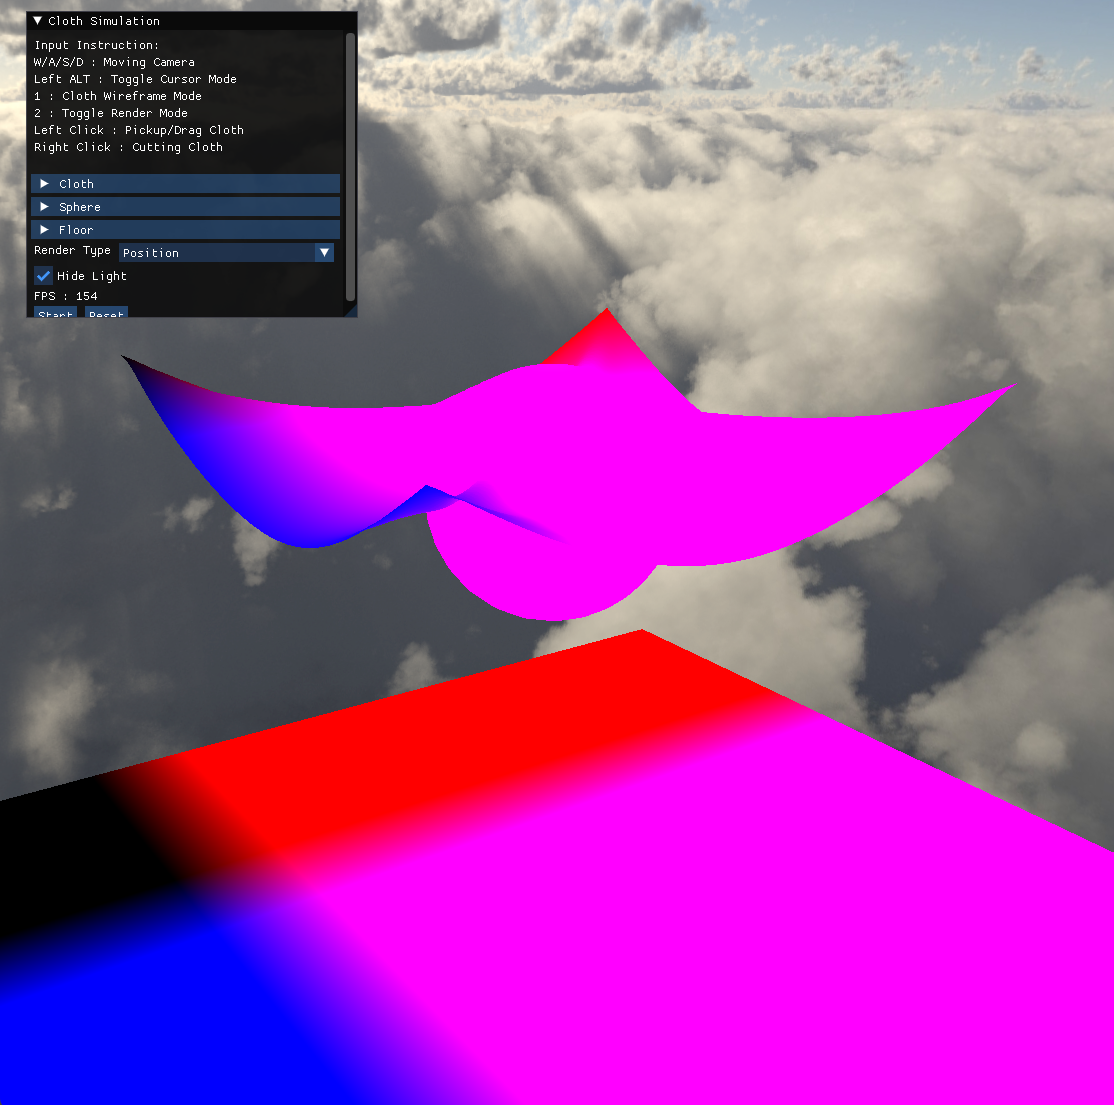 Cloth Simulation
Input Instruction:
W/A/S/D : Moving Camera
Left ALT : Toggle Cursor Mode
1 : Cloth Wireframe Mode
2 : Toggle Render Mode
Left Click : Pickup/Drag Cloth
Right Click : Cutting Cloth
Cloth
Sphere
Floor
Render Type Position
Hide Light
FPS : 154
Start Reset